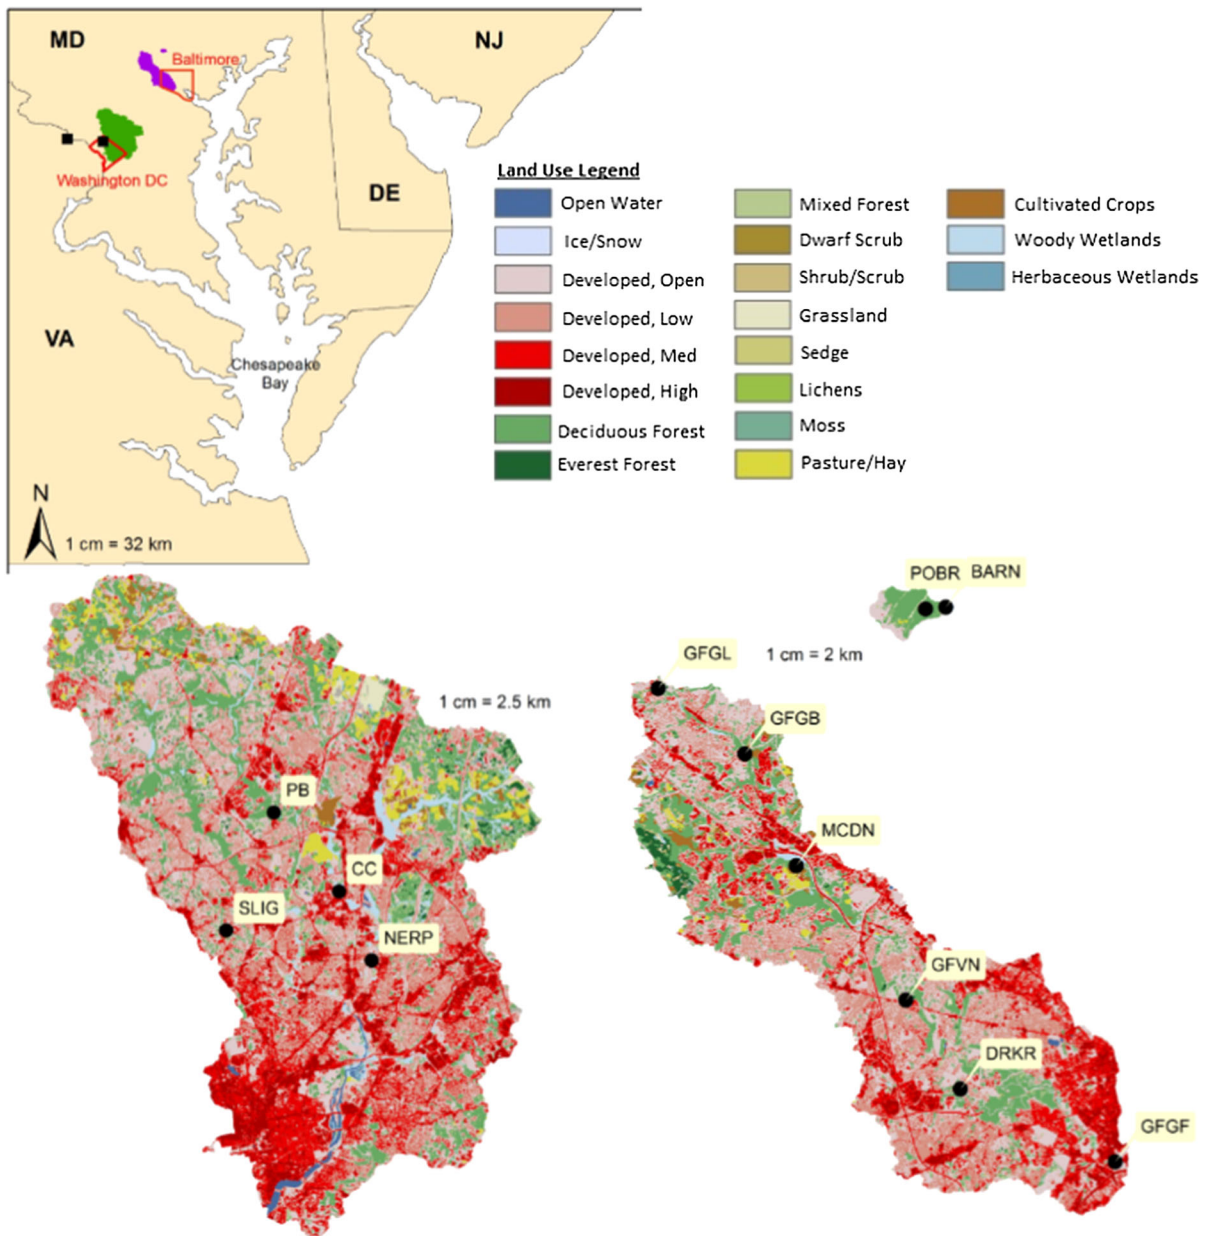 MD
NJ
Baltimore
Washington DC
DE
VA
Chesapeake
Bay
N
1 cm = 32 km
Land Use Legend
Open Water
Ice/Snow
Developed, Open
Developed, Low
Developed, Med
Developed, High
Deciduous Forest
Everest Forest
Mixed Forest
Dwarf Scrub
Shrub/Scrub
Grassland
Sedge
Lichens
Moss
Pasture/Hay
Cultivated Crops
Woody Wetlands
Herbaceous Wetlands
1 cm = 2.5 km
PB
CC
SLIG
NERP
POBR BARN
1 cm = 2 km
GFGL
GFGB
MCDN
GFVN
DRKR
GFGF